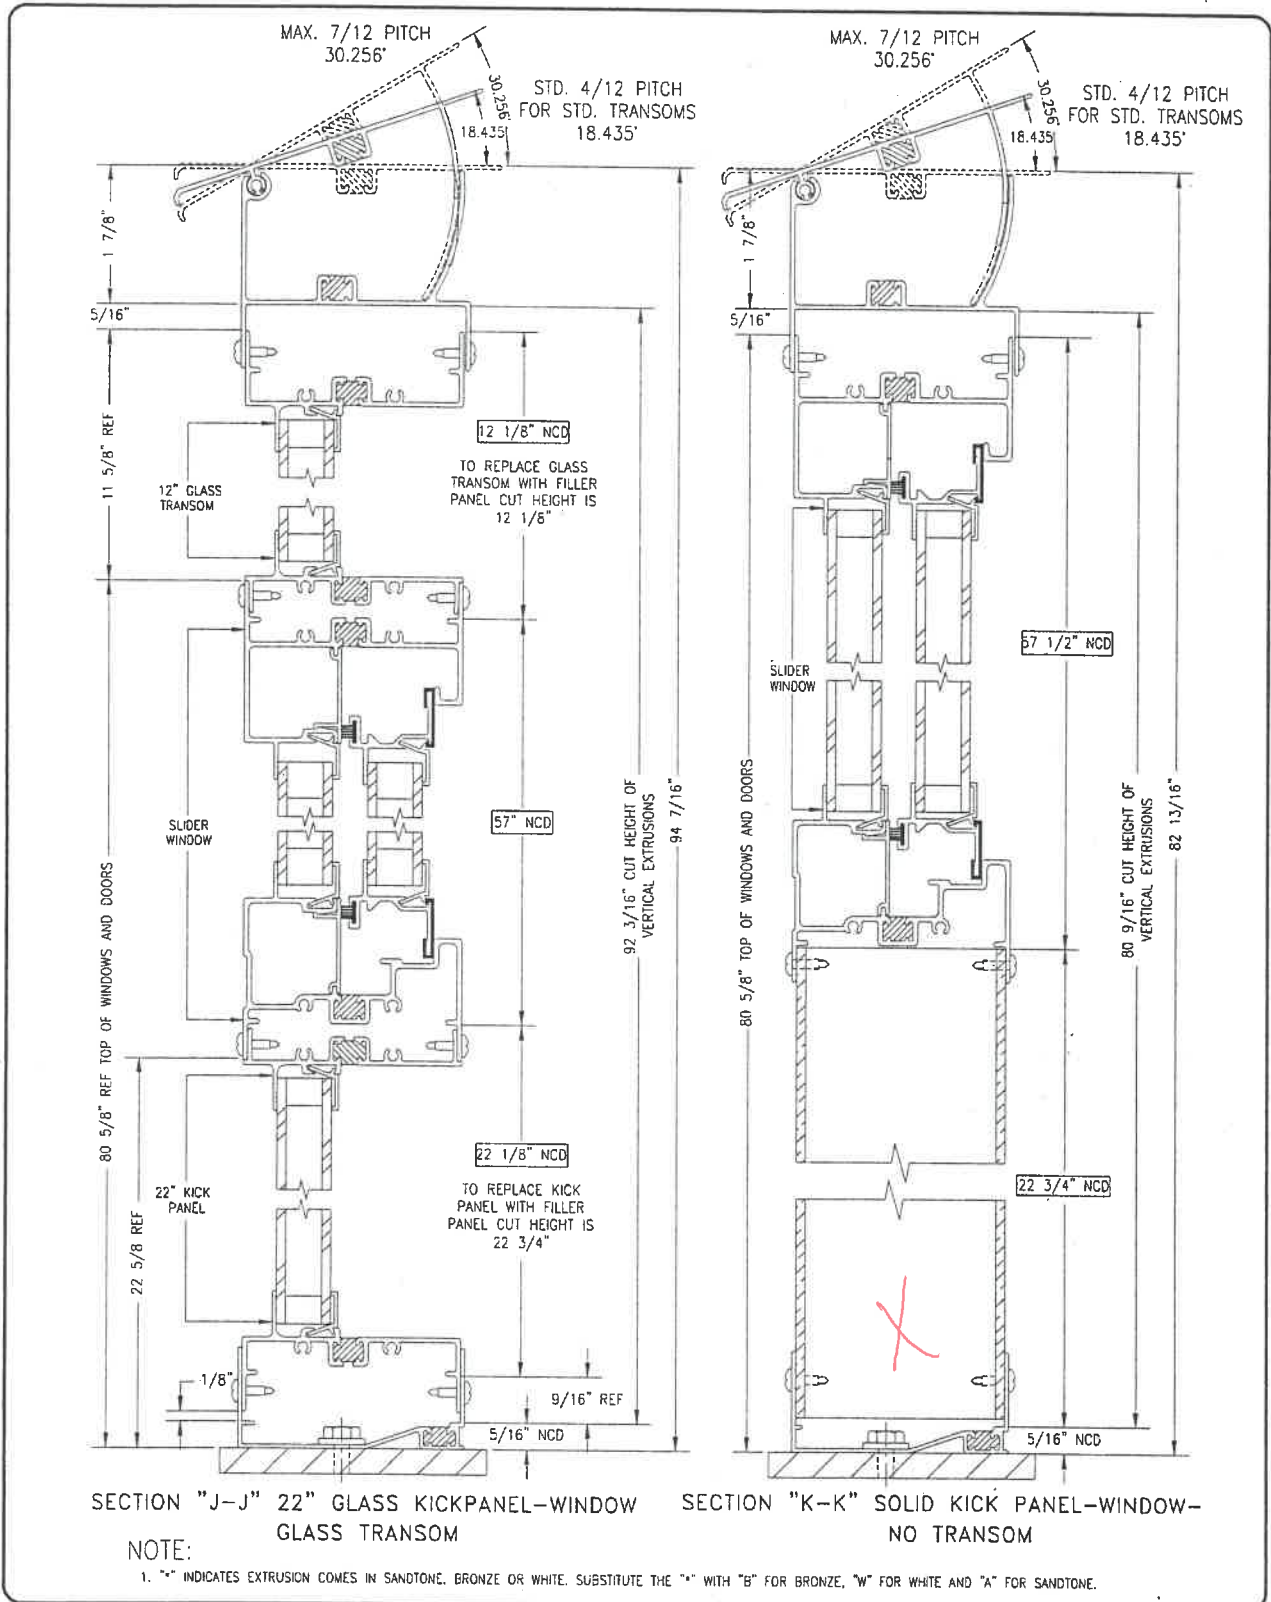 MAX. 7/12 PITCH
30.256°
STD. 4/12 PITCH
FOR STD. TRANSOMS
18.435°
30.256
18.435
1 7/8"
5/16"
11 5/8" REF
12" GLASS
TRANSOM
12 1/8" NCD
TO REPLACE GLASS
TRANSOM WITH FILLER
PANEL CUT HEIGHT IS
12 1/8"
SLIDER
WINDOW
57" NCD
80 5/8" REF TOP OF WINDOWS AND DOORS
92 3/16" CUT HEIGHT OF
VERTICAL EXTRUSIONS
94 7/16"
22 5/8 REF
22" KICK
PANEL
22 1/8" NCD
TO REPLACE KICK
PANEL WITH FILLER
PANEL CUT HEIGHT IS
22 3/4"
1/8"
9/16" REF
5/16" NCD
SECTION "J-J" 22" GLASS KICKPANEL-WINDOW
GLASS TRANSOM
MAX. 7/12 PITCH
30.256°
STD. 4/12 PITCH
FOR STD. TRANSOMS
18.435°
30.256
18.435
1 7/8"
5/16"
SLIDER
WINDOW
57 1/2" NCD
80 5/8" TOP OF WINDOWS AND DOORS
80 9/16" CUT HEIGHT OF
VERTICAL EXTRUSIONS
82 13/16"
22 3/4" NCD
X
5/16" NCD
SECTION "K-K" SOLID KICK PANEL-WINDOW-
NO TRANSOM
NOTE:
1. "*" INDICATES EXTRUSION COMES IN SANDTONE, BRONZE OR WHITE. SUBSTITUTE THE "*" WITH "B" FOR BRONZE, "W" FOR WHITE AND "A" FOR SANDTONE.